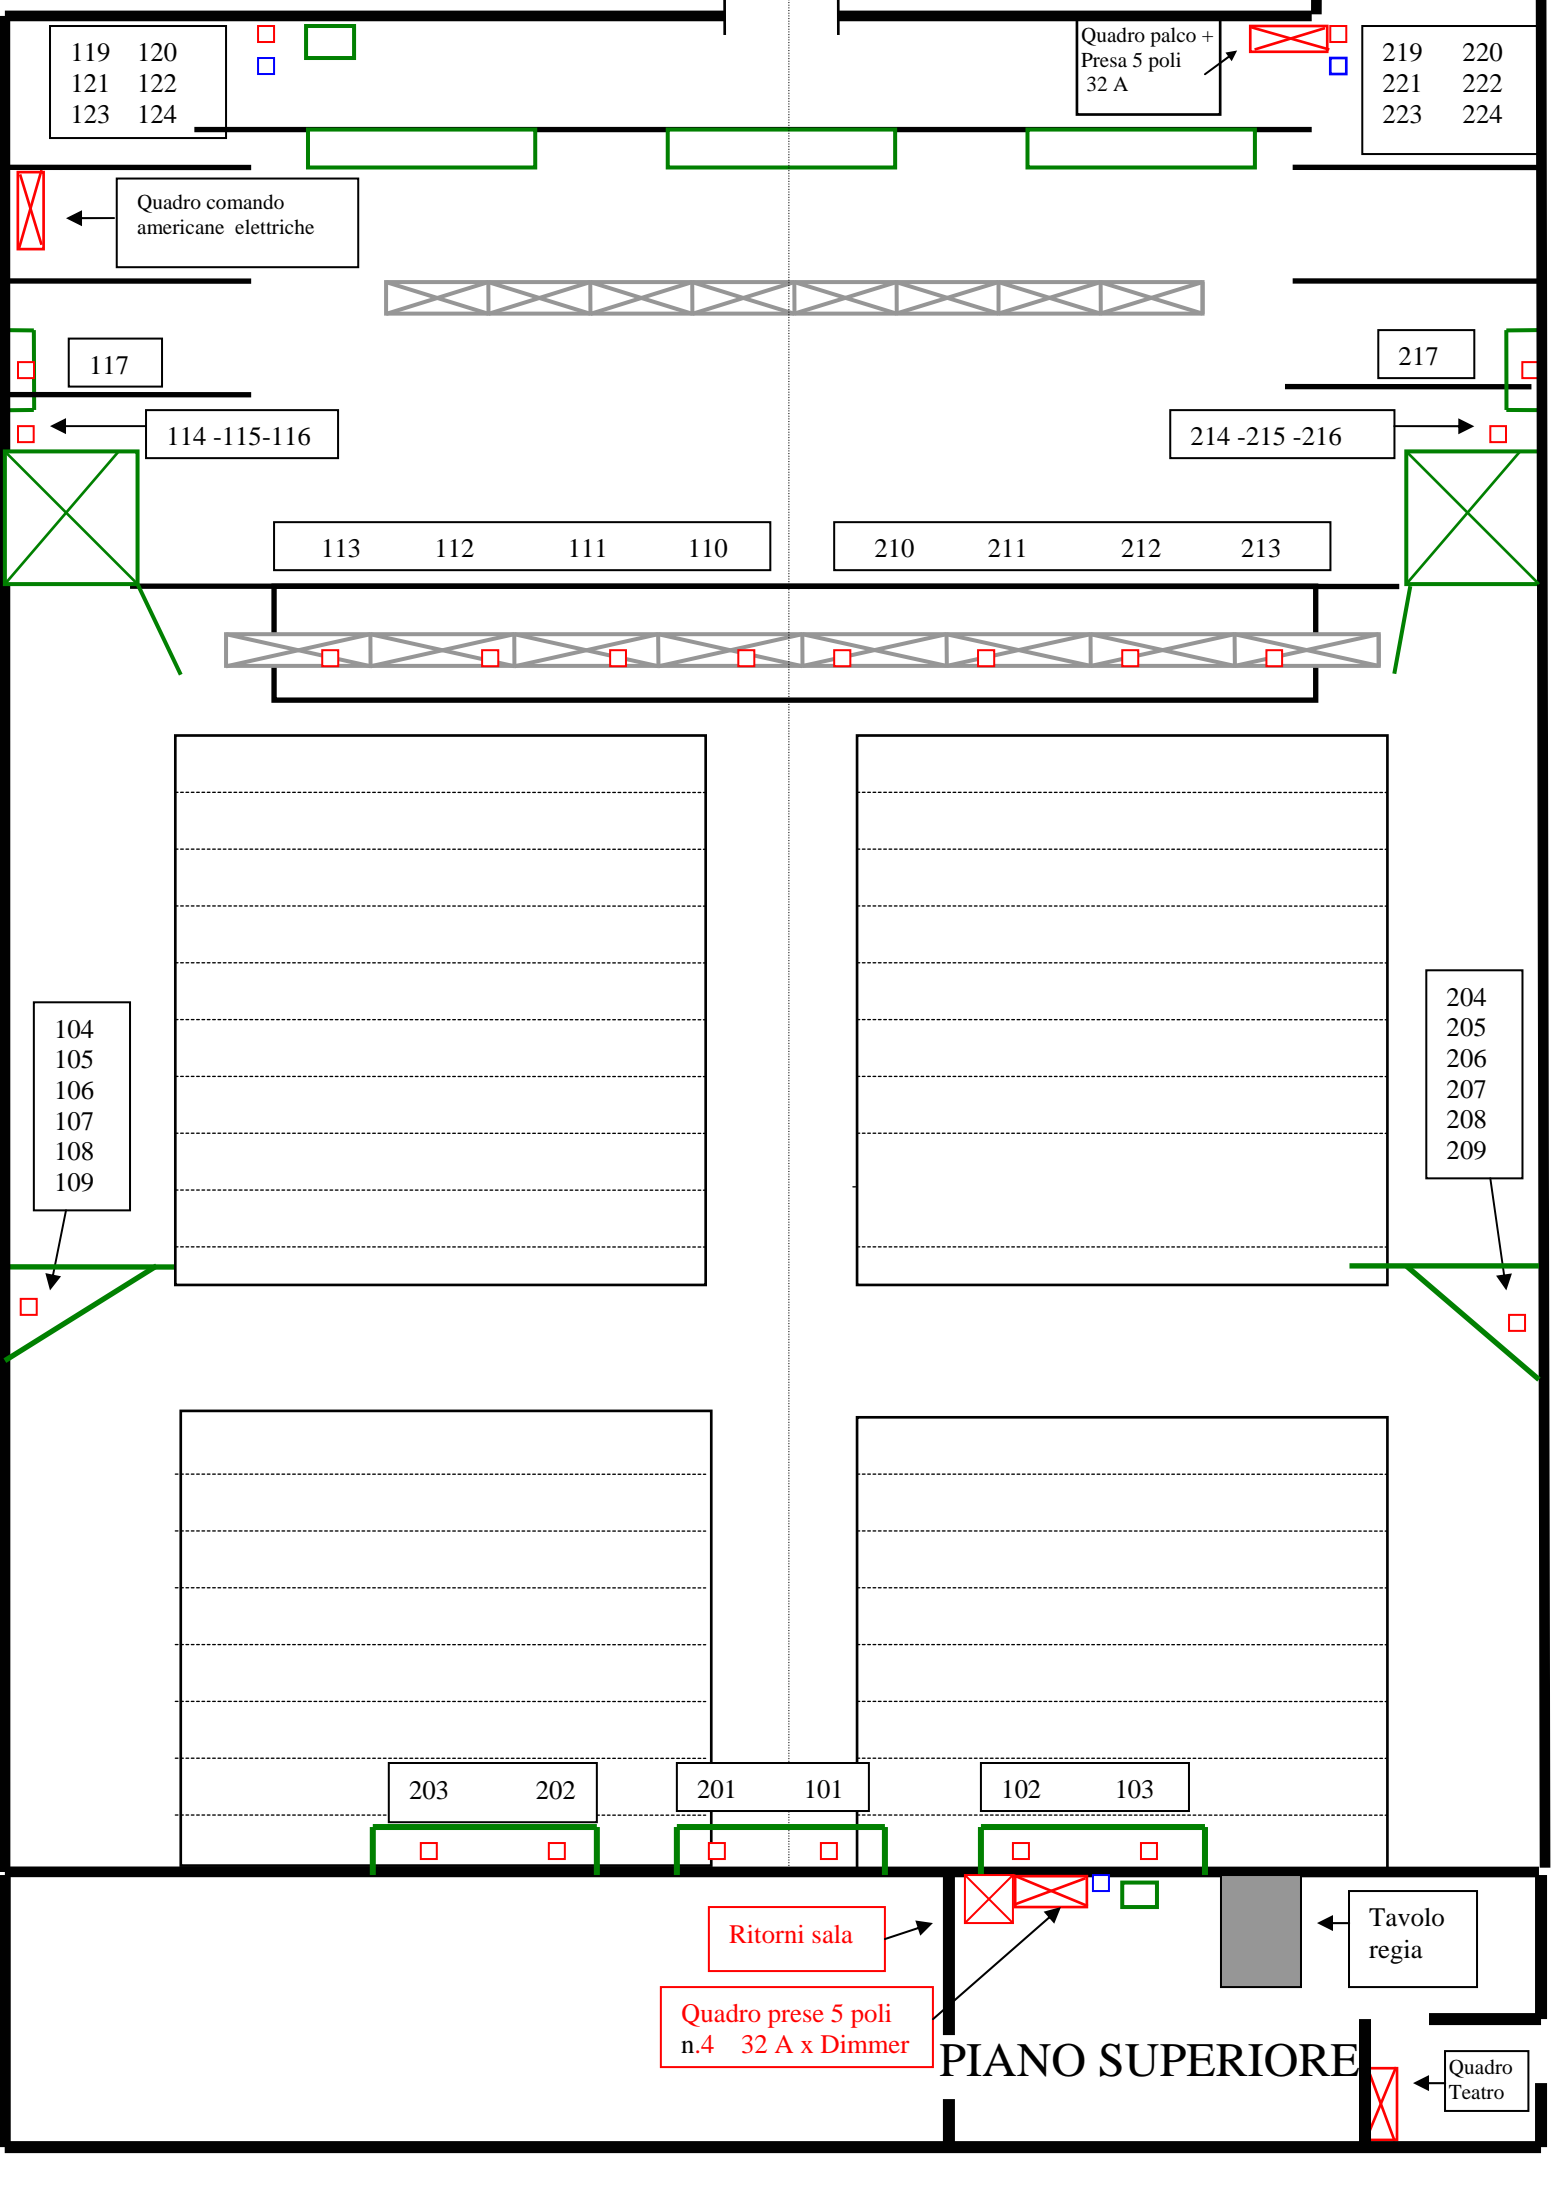 119 120
121 122
123 124
Quadro palco +
Presa 5 poli
32 A
219 220
221 222
223 224
Quadro comando
americane elettriche
117
217
114 -115-116
214 -215 -216
113 112 111 110
210 211 212 213
104
105
106
107
108
109
204
205
206
207
208
209
203 202
201 101
102 103
Ritorni sala
Tavolo
regia
Quadro prese 5 poli
n.4 32 A x Dimmer
PIANO SUPERIORE
Quadro
Teatro